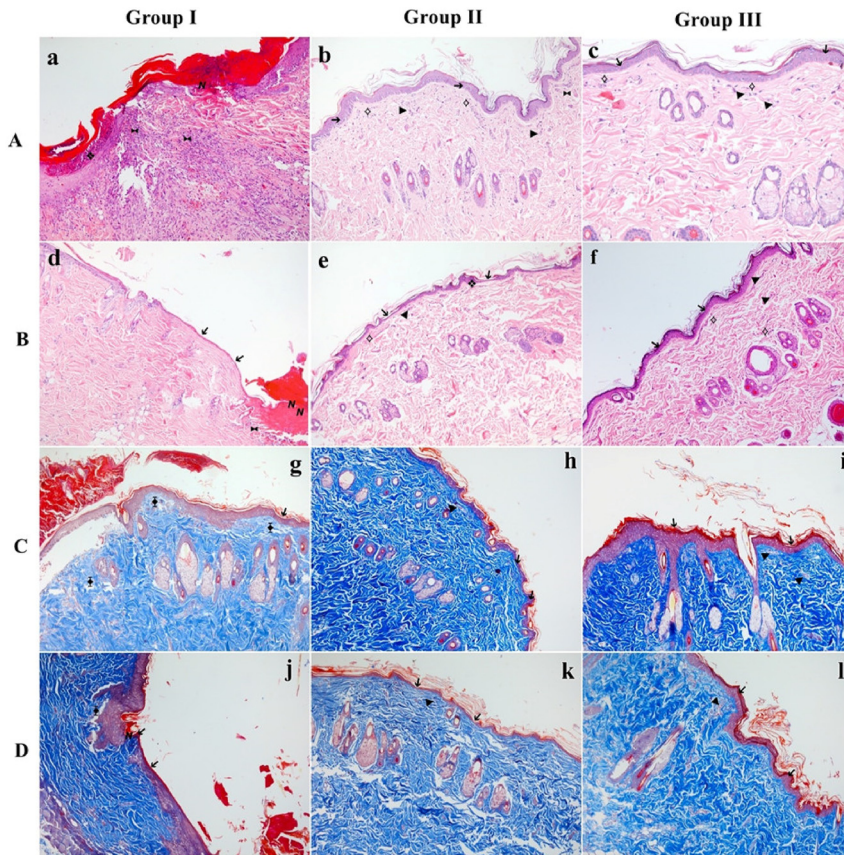 Group I Group II Group III
A a b c
N
B d e f
N
N
C g h i
D j k l